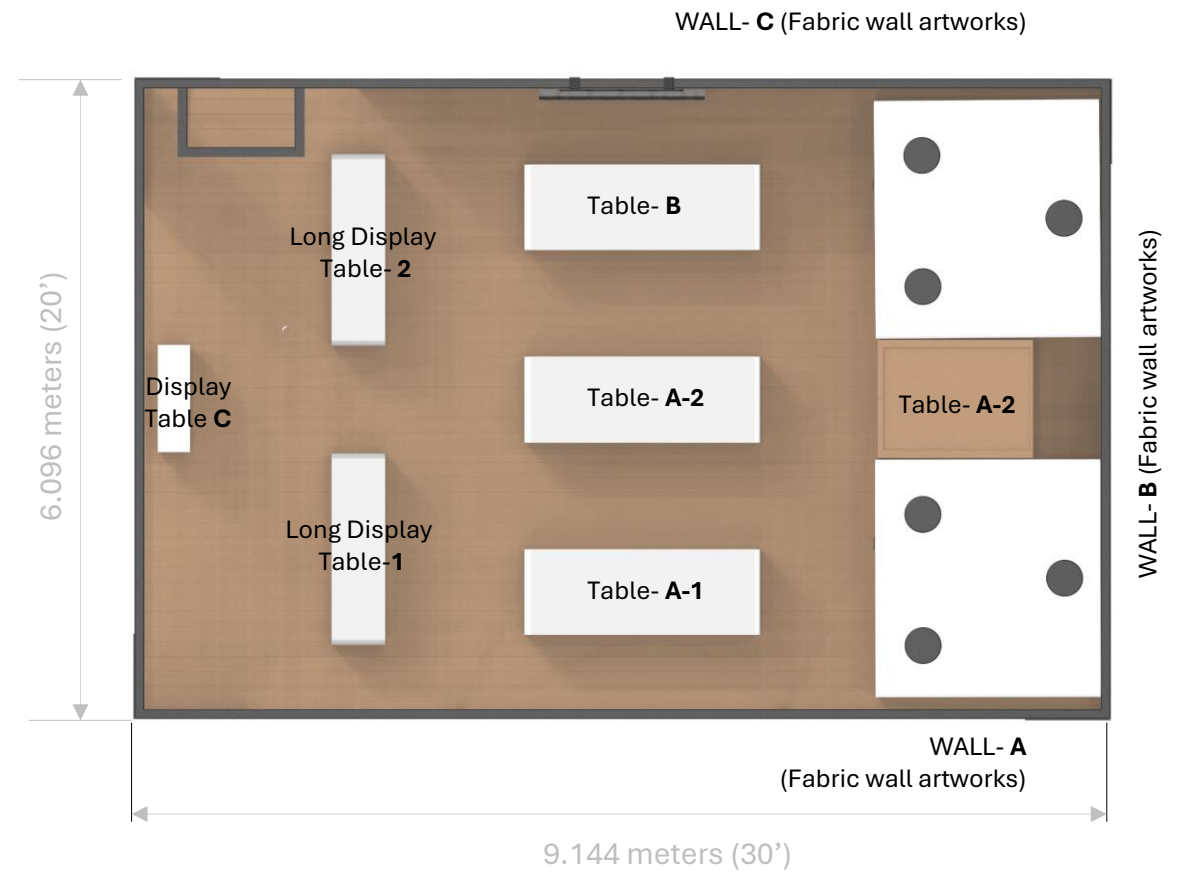 WALL- C (Fabric wall artworks)
Table- B
Long Display
Table- 2
WALL- B (Fabric wall artworks)
6.096 meters (20’)
Display
Table C
Table- A-2
Table- A-2
Long Display
Table-1
Table- A-1
WALL- A
(Fabric wall artworks)
9.144 meters (30’)